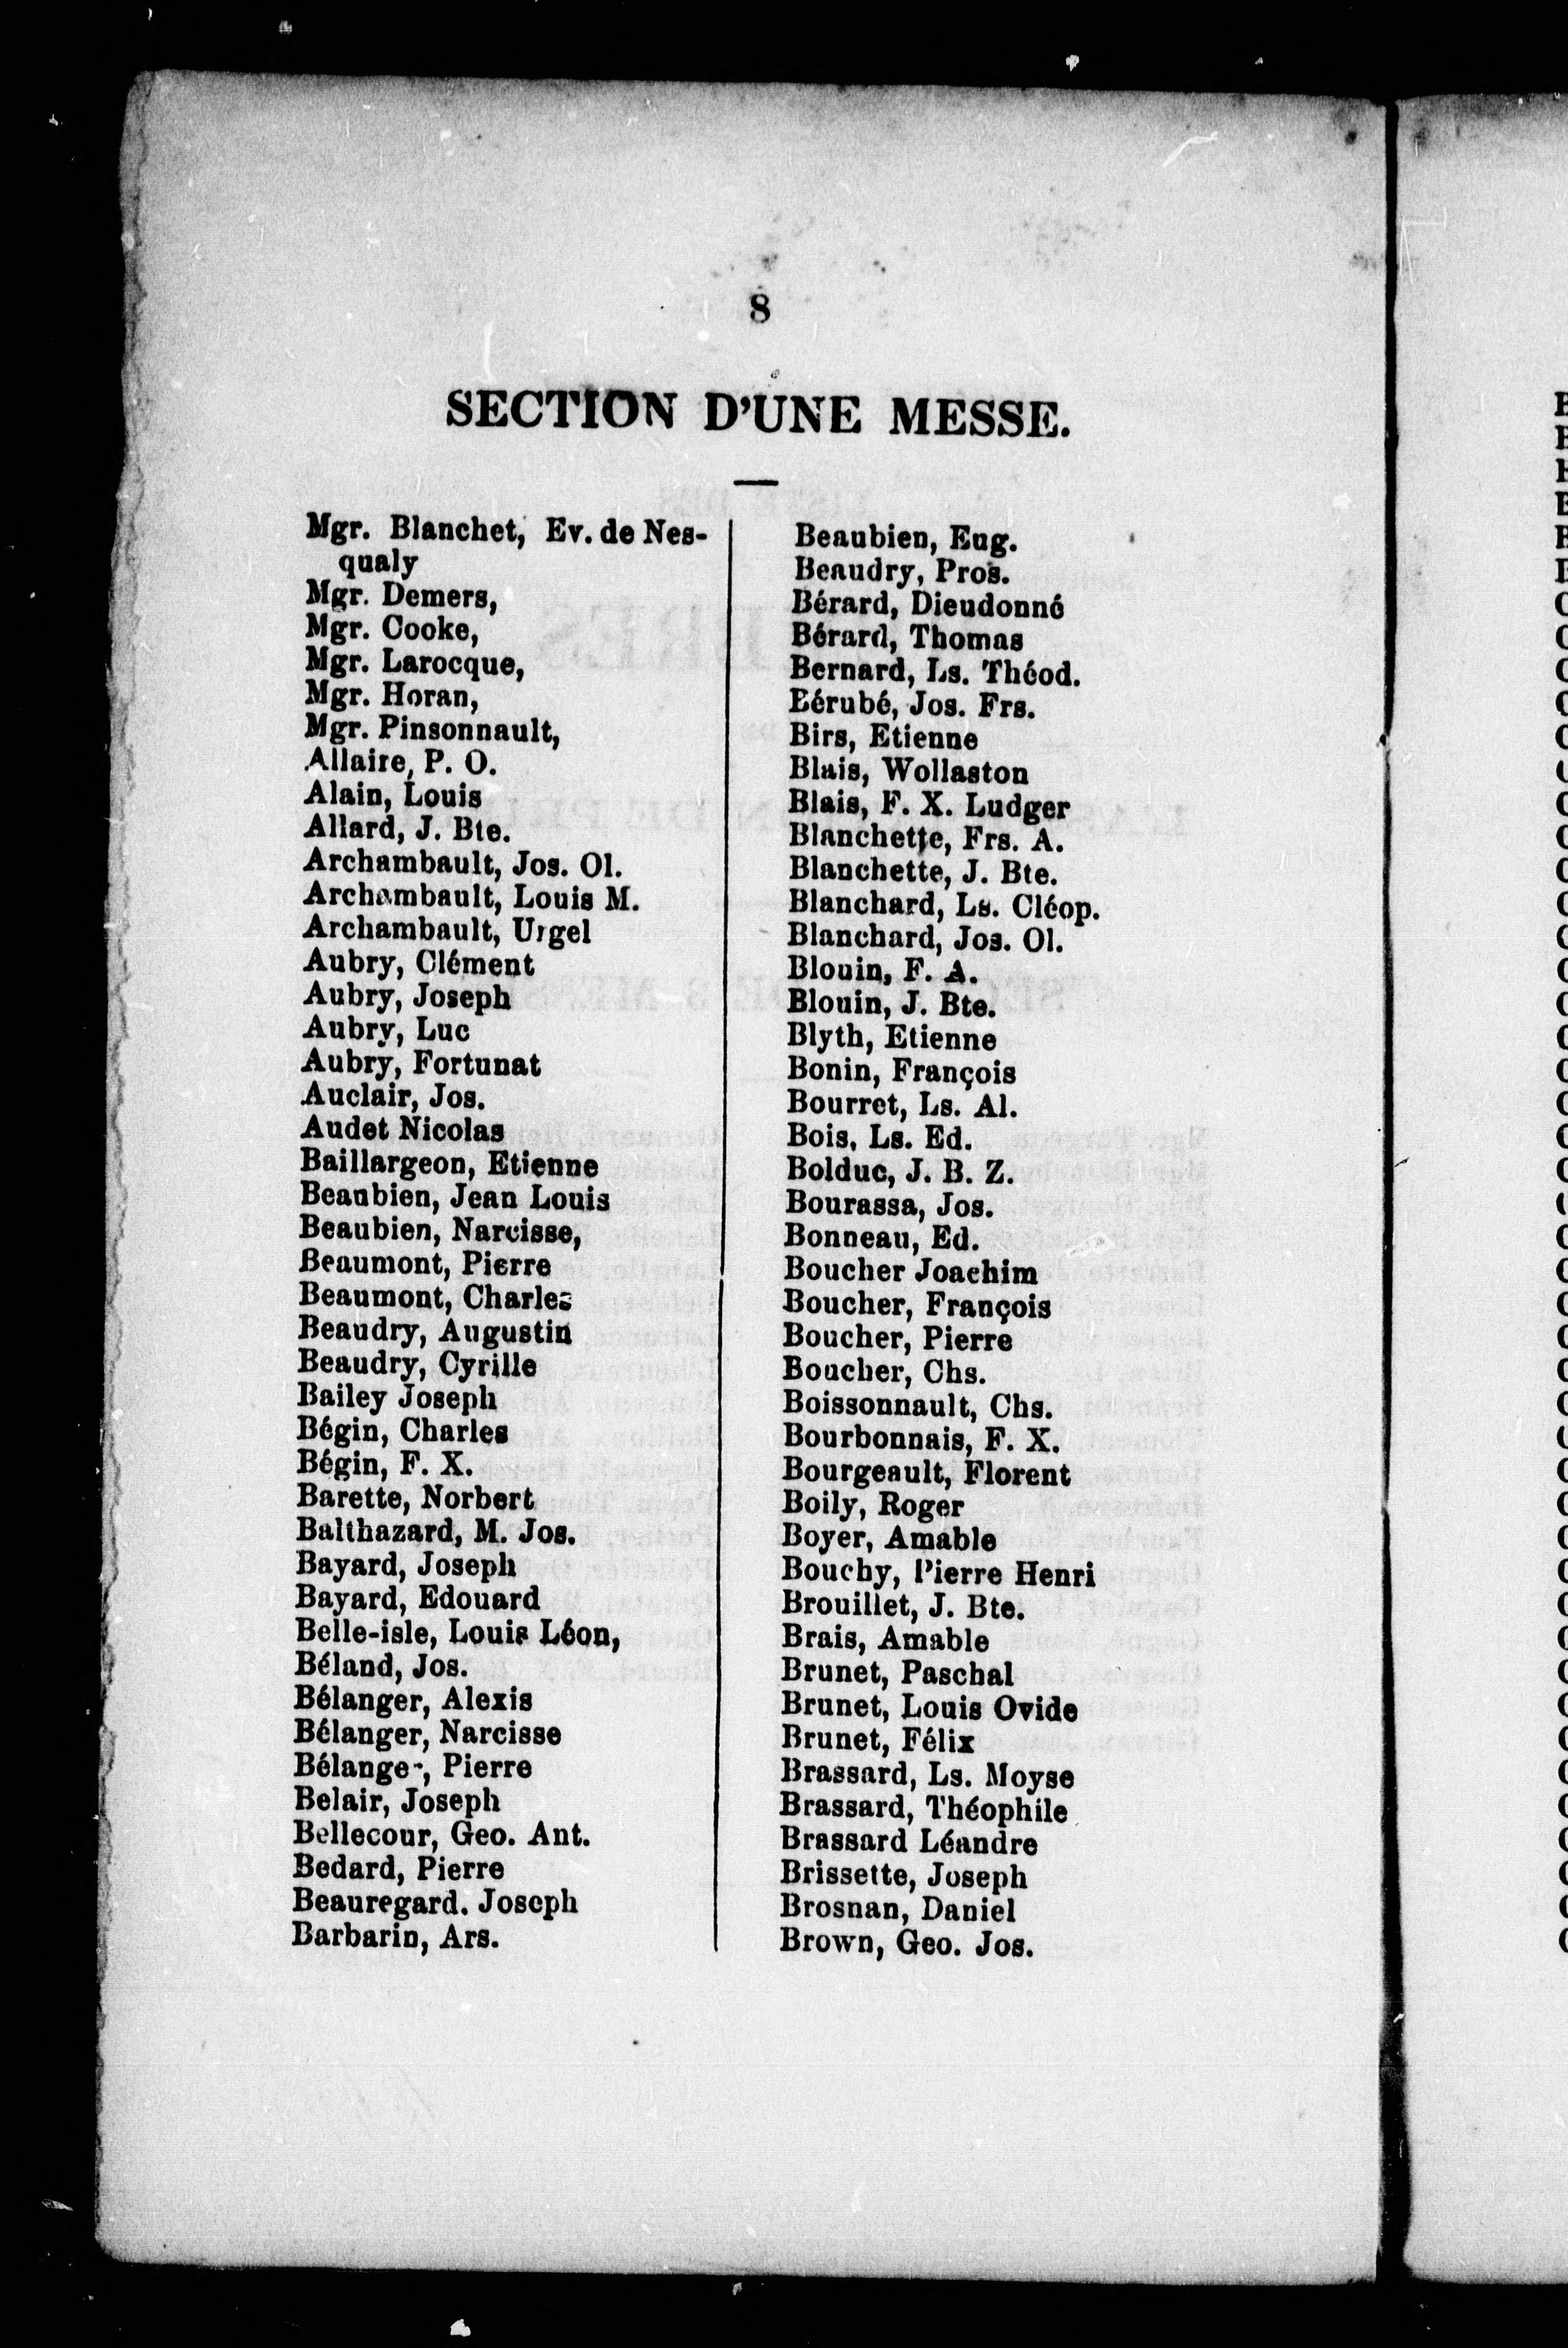 8
SECTION D'UNE MESSE.
Mgr. Blanchet, Ev. de Nes-
qualy
Mgr. Demers,
Mgr. Cooke,
Mgr. Larocque,
Mgr. Horan,
Mgr. Pinsonnault,
Allaire, P. O.
Alain, Louis
Allard, J. Bte.
Archambault, Jos. Ol.
Archambault, Louis M.
Archambault, Urgel
Aubry, Clément
Aubry, Joseph
Aubry, Luc
Aubry, Fortunat
Auclair, Jos.
Audet Nicolas
Baillargeon, Etienne
Beaubien, Jean Louis
Beaubien, Narcisse,
Beaumont, Pierre
Beaumont, Charles
Beaudry, Augustin
Beaudry, Cyrille
Bailey Joseph
Bégin, Charles
Bégin, F. X.
Barette, Norbert
Balthazard, M. Jos.
Bayard, Joseph
Bayard, Edouard
Belle-isle, Louis Léon,
Béland, Jos.
Bélanger, Alexis
Bélanger, Narcisse
Bélanger, Pierre
Belair, Joseph
Bellecour, Geo. Ant.
Bedard, Pierre
Beauregard. Joseph
Barbarin, Ars.
Beaubien, Eug.
Beaudry, Pros.
Bérard, Dieudonné
Bérard, Thomas
Bernard, Ls. Théod.
Bérubé, Jos. Frs.
Birs, Etienne
Blais, Wollaston
Blais, F. X. Ludger
Blanchette, Frs. A.
Blanchette, J. Bte.
Blanchard, Ls. Cléop.
Blanchard, Jos. Ol.
Blouin, F. A.
Blouin, J. Bte.
Blyth, Etienne
Bonin, François
Bourret, Ls. Al.
Bois, Ls. Ed.
Bolduc, J. B. Z.
Bourassa, Jos.
Bonneau, Ed.
Boucher Joachim
Boucher, François
Boucher, Pierre
Boucher, Chs.
Boissonnault, Chs.
Bourbonnais, F. X.
Bourgeault, Florent
Boily, Roger
Boyer, Amable
Bouchy, Pierre Henri
Brouillet, J. Bte.
Brais, Amable
Brunet, Paschal
Brunet, Louis Ovide
Brunet, Félix
Brassard, Ls. Moyse
Brassard, Théophile
Brassard Léandre
Brissette, Joseph
Brosnan, Daniel
Brown, Geo. Jos.